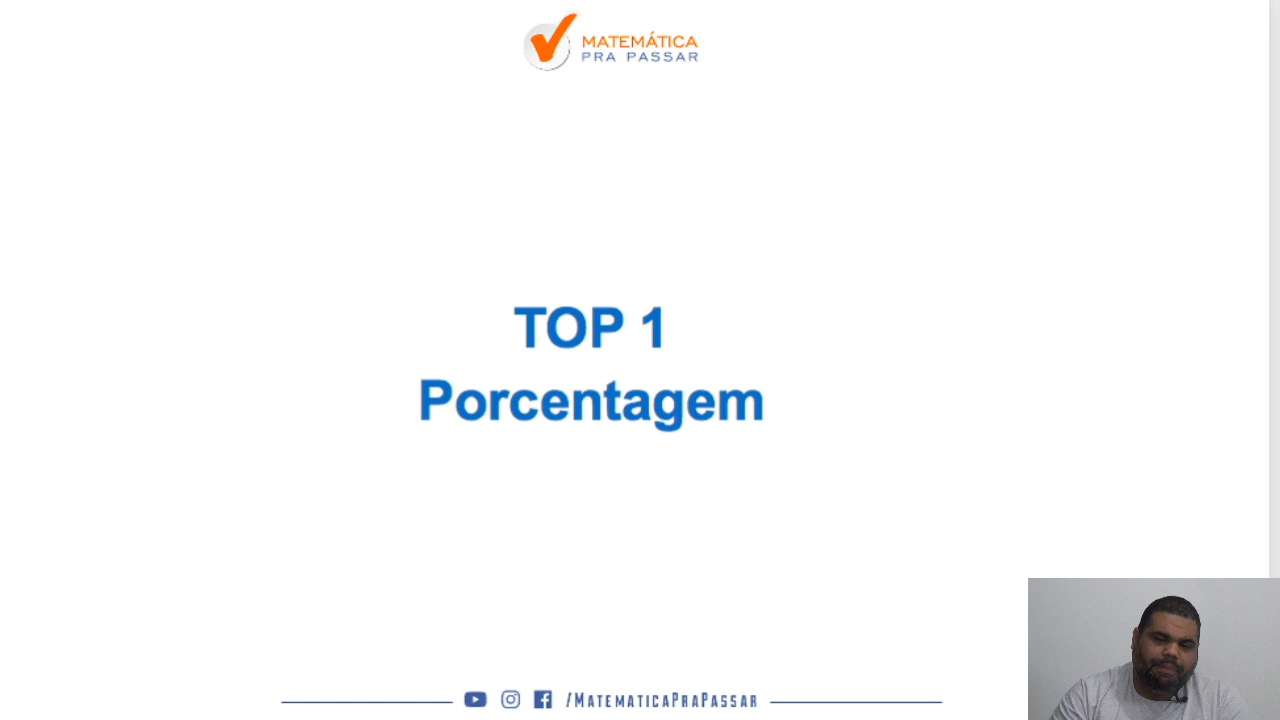 MATEMÁTICA
PRA PASSAR
TOP 1
Porcentagem
/MATEMATICAPRAPASSAR